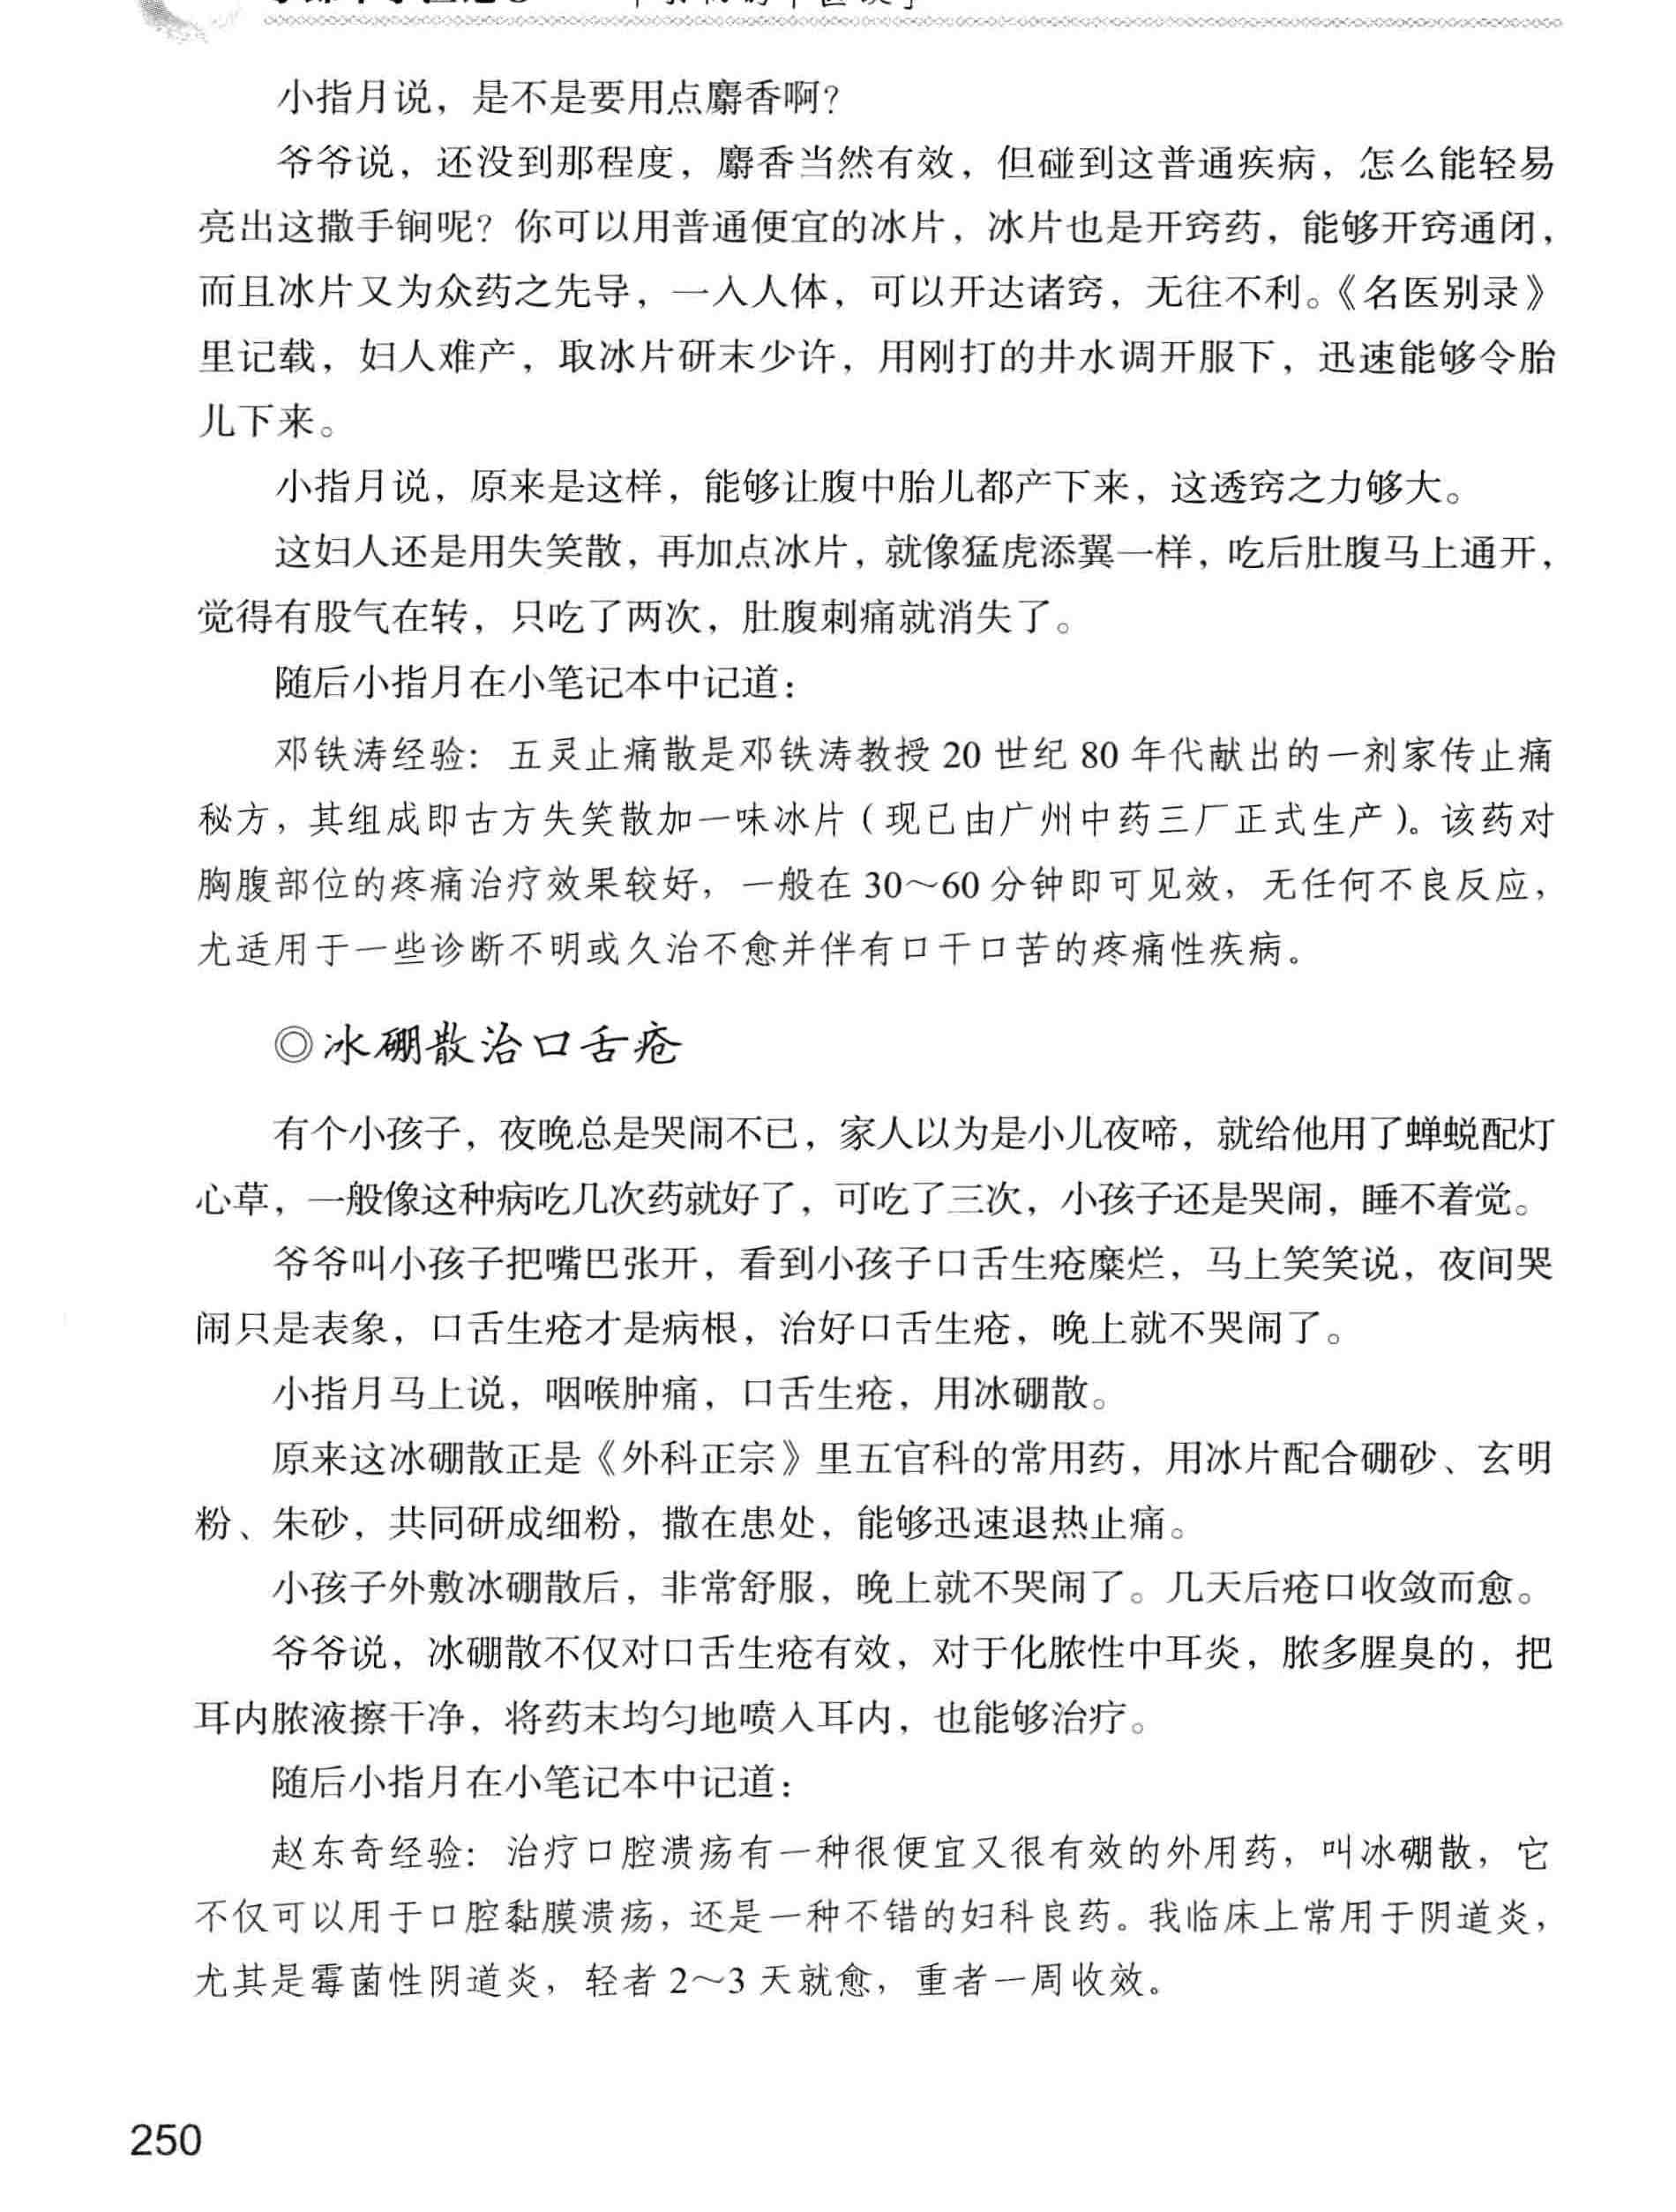 小指月说，是不是要用点麝香啊？
爷爷说，还没到那程度，麝香当然有效，但碰到这普通疾病，怎么能轻易
亮出这撒手锏呢？你可以用普通便宜的冰片，冰片也是开窍药，能够开窍通闭，
而且冰片又为众药之先导，一入人体，可以开达诸窍，无往不利。《名医别录》
里记载，妇人难产，取冰片研末少许，用刚打的井水调开服下，迅速能够令胎
儿下来。
小指月说，原来是这样，能够让腹中胎儿都产下来，这透窍之力够大。
这妇人还是用失笑散，再加点冰片，就像猛虎添翼一样，吃后肚腹马上通开，
觉得有股气在转，只吃了两次，肚腹刺痛就消失了。
随后小指月在小笔记本中记道：
邓铁涛经验：五灵止痛散是邓铁涛教授 20 世纪 80 年代献出的一剂家传止痛
秘方，其组成即古方失笑散加一味冰片（现已由广州中药三厂正式生产）。该药对
胸腹部位的疼痛治疗效果较好，一般在 30～60 分钟即可见效，无任何不良反应，
尤适用于一些诊断不明或久治不愈并伴有口干口苦的疼痛性疾病。
◎冰硼散治口舌疮
有个小孩子，夜晚总是哭闹不已，家人以为是小儿夜啼，就给他用了蝉蜕配灯
心草，一般像这种病吃几次药就好了，可吃了三次，小孩子还是哭闹，睡不着觉。
爷爷叫小孩子把嘴巴张开，看到小孩子口舌生疮糜烂，马上笑笑说，夜间哭
闹只是表象，口舌生疮才是病根，治好口舌生疮，晚上就不哭闹了。
小指月马上说，咽喉肿痛，口舌生疮，用冰硼散。
原来这冰硼散正是《外科正宗》里五官科的常用药，用冰片配合硼砂、玄明
粉、朱砂，共同研成细粉，撒在患处，能够迅速退热止痛。
小孩子外敷冰硼散后，非常舒服，晚上就不哭闹了。几天后疮口收敛而愈。
爷爷说，冰硼散不仅对口舌生疮有效，对于化脓性中耳炎，脓多腥臭的，把
耳内脓液擦干净，将药末均匀地喷入耳内，也能够治疗。
随后小指月在小笔记本中记道：
赵东奇经验：治疗口腔溃疡有一种很便宜又很有效的外用药，叫冰硼散，它
不仅可以用于口腔黏膜溃疡，还是一种不错的妇科良药。我临床上常用于阴道炎，
尤其是霉菌性阴道炎，轻者 2～3 天就愈，重者一周收效。
250